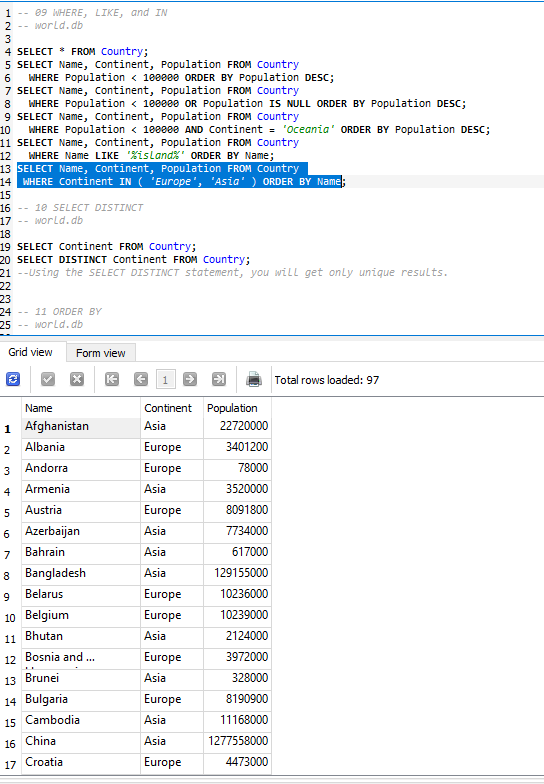 1 -- 09 WHERE, LIKE, and IN
2 -- world.db
3
4 SELECT * FROM Country;
5 SELECT Name, Continent, Population FROM Country
6 WHERE Population < 100000 ORDER BY Population DESC;
7 SELECT Name, Continent, Population FROM Country
8 WHERE Population < 100000 OR Population IS NULL ORDER BY Population DESC;
9 SELECT Name, Continent, Population FROM Country
10 WHERE Population < 100000 AND Continent = 'Oceania' ORDER BY Population DESC;
11 SELECT Name, Continent, Population FROM Country
12 WHERE Name LIKE '%island%' ORDER BY Name;
13 SELECT Name, Continent, Population FROM Country
14 WHERE Continent IN ( 'Europe', 'Asia' ) ORDER BY Name;
15
16 -- 10 SELECT DISTINCT
17 -- world.db
18
19 SELECT Continent FROM Country;
20 SELECT DISTINCT Continent FROM Country;
21 --Using the SELECT DISTINCT statement, you will get only unique results.
22
23
24 -- 11 ORDER BY
25 -- world.db
Grid view Form view
1 Total rows loaded: 97
Name Continent Population
1 Afghanistan Asia 22720000
2 Albania Europe 3401200
3 Andorra Europe 78000
4 Armenia Asia 3520000
5 Austria Europe 8091800
6 Azerbaijan Asia 7734000
7 Bahrain Asia 617000
8 Bangladesh Asia 129155000
9 Belarus Europe 10236000
10 Belgium Europe 10239000
11 Bhutan Asia 2124000
12 Bosnia and ... Europe 3972000
13 Brunei Asia 328000
14 Bulgaria Europe 8190900
15 Cambodia Asia 11168000
16 China Asia 1277558000
17 Croatia Europe 4473000